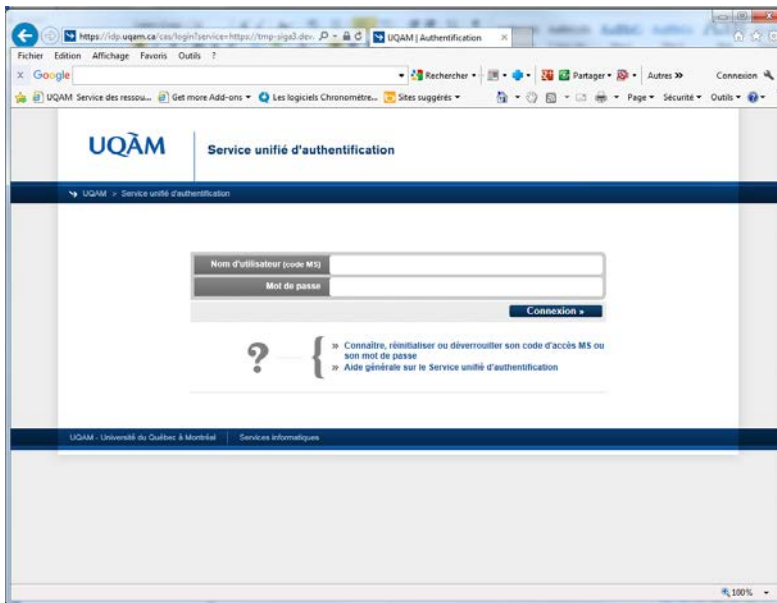 https://idp.uqam.ca/cas/login?service=https://tmp-siga3.dev.
UQAM | Authentification
Fichier Edition Affichage Favoris Outils ?
x Google Rechercher Partager Autres » Connexion
UQAM Service des ressou... Get more Add-ons Les logiciels Chronomètre... Sites suggérés Page Sécurité Outils
UQÀM Service unifié d'authentification
UQAM > Service unifié d'authentification
Nom d'utilisateur (code MS)
Mot de passe
Connexion »
?
» Connaître, réinitialiser ou déverrouiller son code d'accès MS ou
son mot de passe
» Aide générale sur le Service unifié d'authentification
UQAM - Université du Québec à Montréal Services informatiques
100%